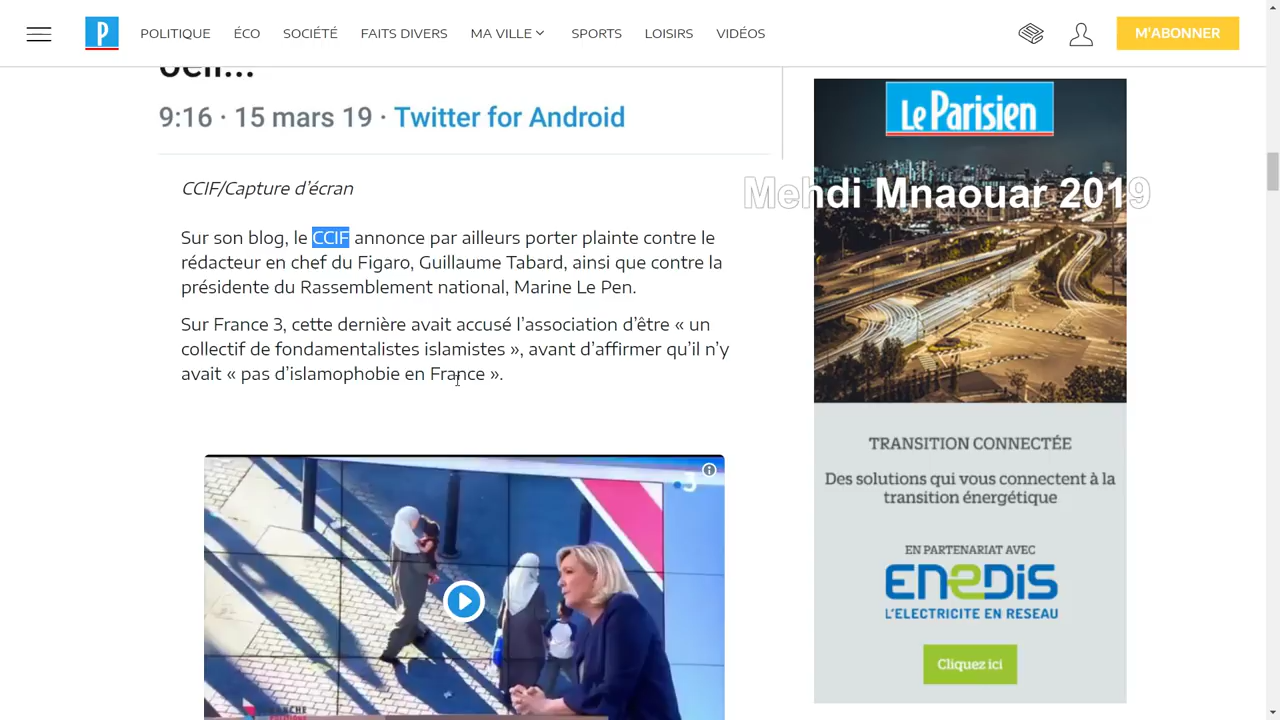 P
POLITIQUE ÉCO SOCIÉTÉ FAITS DIVERS MA VILLE SPORTS LOISIRS VIDÉOS
M'ABONNER
oeil...
9:16 · 15 mars 19 · Twitter for Android
CCIF/Capture d'écran
Sur son blog, le CCIF annonce par ailleurs porter plainte contre le
rédacteur en chef du Figaro, Guillaume Tabard, ainsi que contre la
présidente du Rassemblement national, Marine Le Pen.
Sur France 3, cette dernière avait accusé l’association d’être « un
collectif de fondamentalistes islamistes », avant d’affirmer qu’il n’y
avait « pas d’islamophobie en France ».
Le Parisien
Mehdi Mnaouar 2019
TRANSITION CONNECTÉE
Des solutions qui vous connectent à la
transition énergétique
EN PARTENARIAT AVEC
ENEDIS
L'ELECTRICITE EN RESEAU
Cliquez ici
3